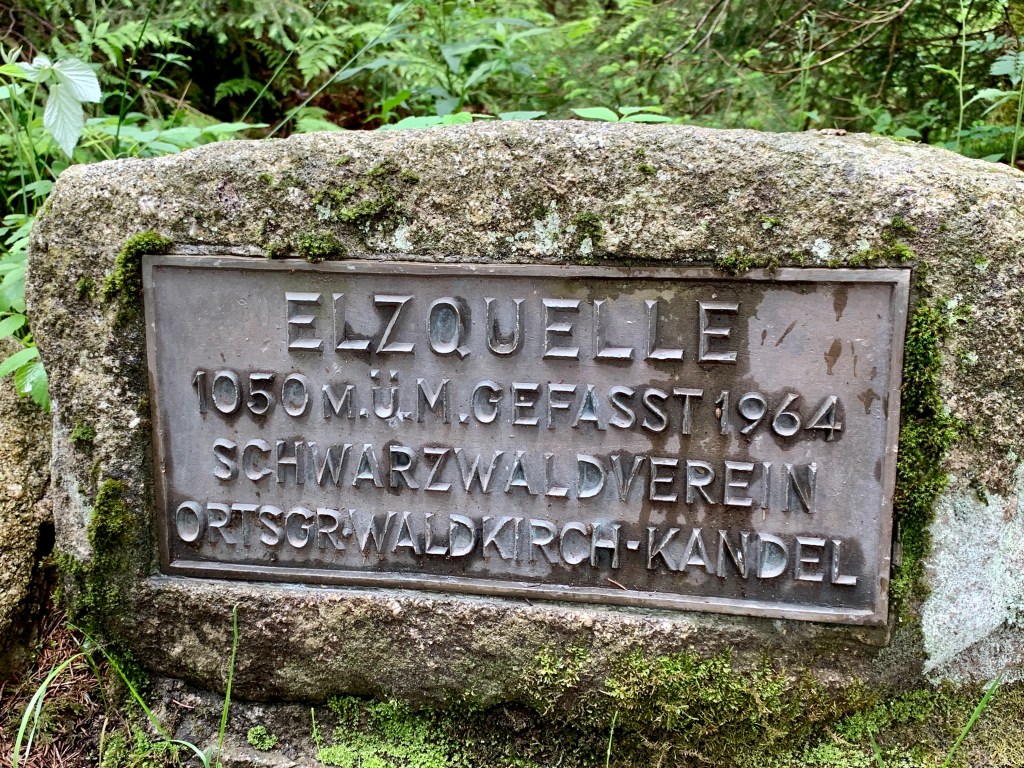 ELZQUELLE
1050 M.Ü.M. GEFASST 1964
SCHWARZWALDVEREIN
ORTSGR. WALDKIRCH-KANDEL